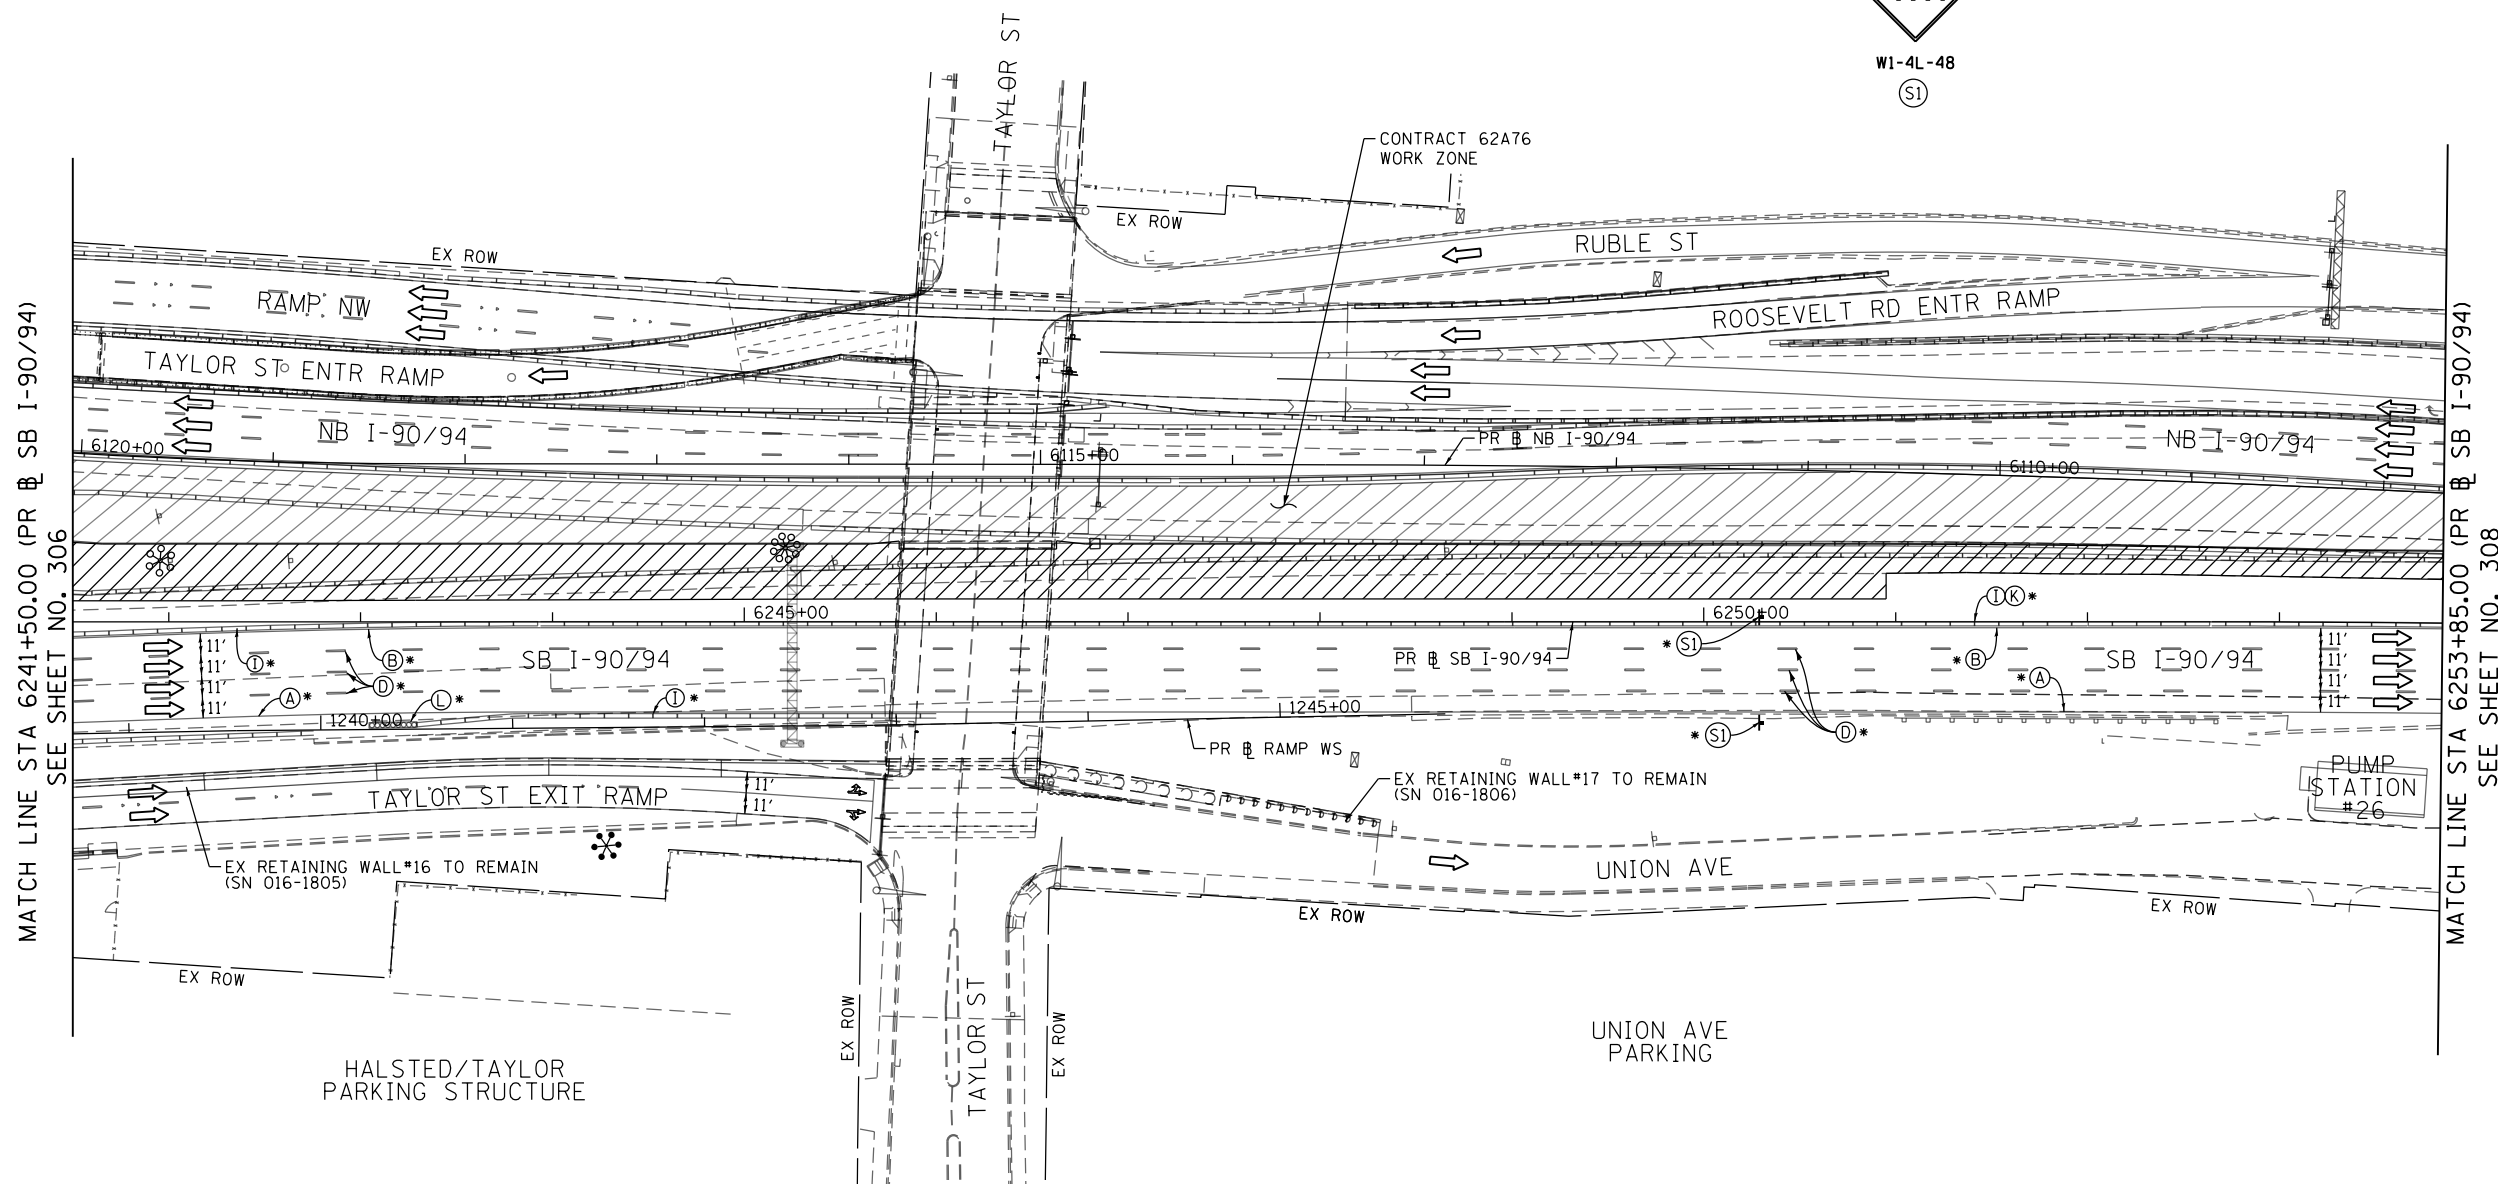 W1-4L-48
S1
TAYLOR ST
CONTRACT 62A76
WORK ZONE
EX ROW
EX ROW
RUBLE ST
RAMP NW
ROOSEVELT RD ENTR RAMP
TAYLOR ST ENTR RAMP
NB I-90/94
NB I-90/94
PR BL NB I-90/94
6120+00
6115+00
6110+00
MATCH LINE STA 6241+50.00 (PR BL SB I-90/94)
SEE SHEET NO. 306
MATCH LINE STA 6253+85.00 (PR BL SB I-90/94)
SEE SHEET NO. 308
6245+00
6250+00
I K *
11'
11'
11'
11'
I *
B *
SB I-90/94
PR BL SB I-90/94
* S1
* B
SB I-90/94
11'
11'
11'
11'
A *
D *
L *
I *
* A
1240+00
1245+00
* S1
D *
PR BL RAMP WS
TAYLOR ST EXIT RAMP
11'
11'
EX RETAINING WALL#17 TO REMAIN
(SN 016-1806)
PUMP
STATION
#26
EX RETAINING WALL#16 TO REMAIN
(SN 016-1805)
UNION AVE
EX ROW
EX ROW
EX ROW
EX ROW
EX ROW
TAYLOR ST
HALSTED/TAYLOR
PARKING STRUCTURE
UNION AVE
PARKING